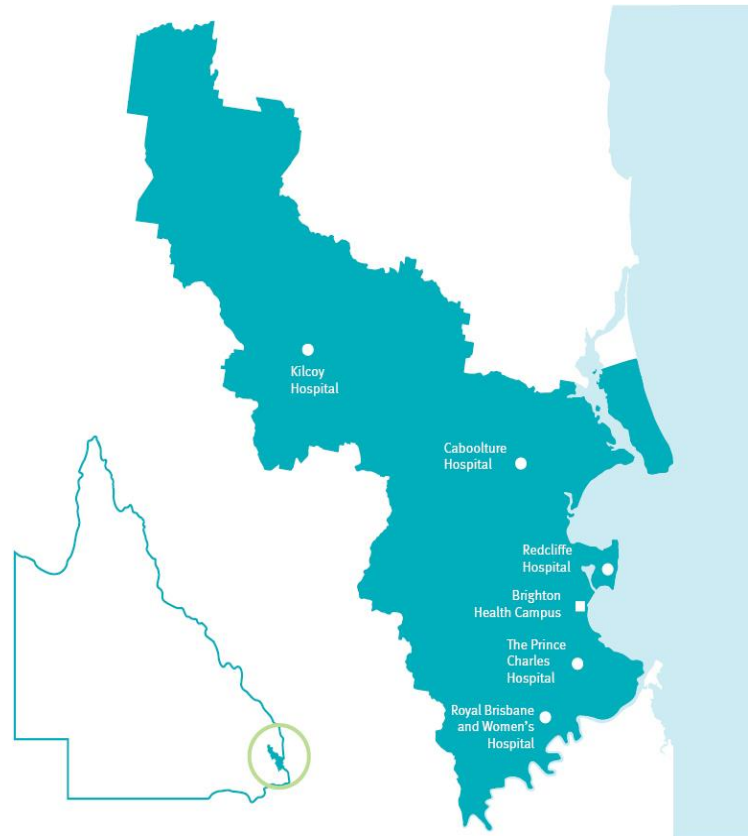 Kilcoy
Hospital
Caboolture
Hospital
Redcliffe
Hospital
Brighton
Health Campus
The Prince
Charles
Hospital
Royal Brisbane
and Women's
Hospital